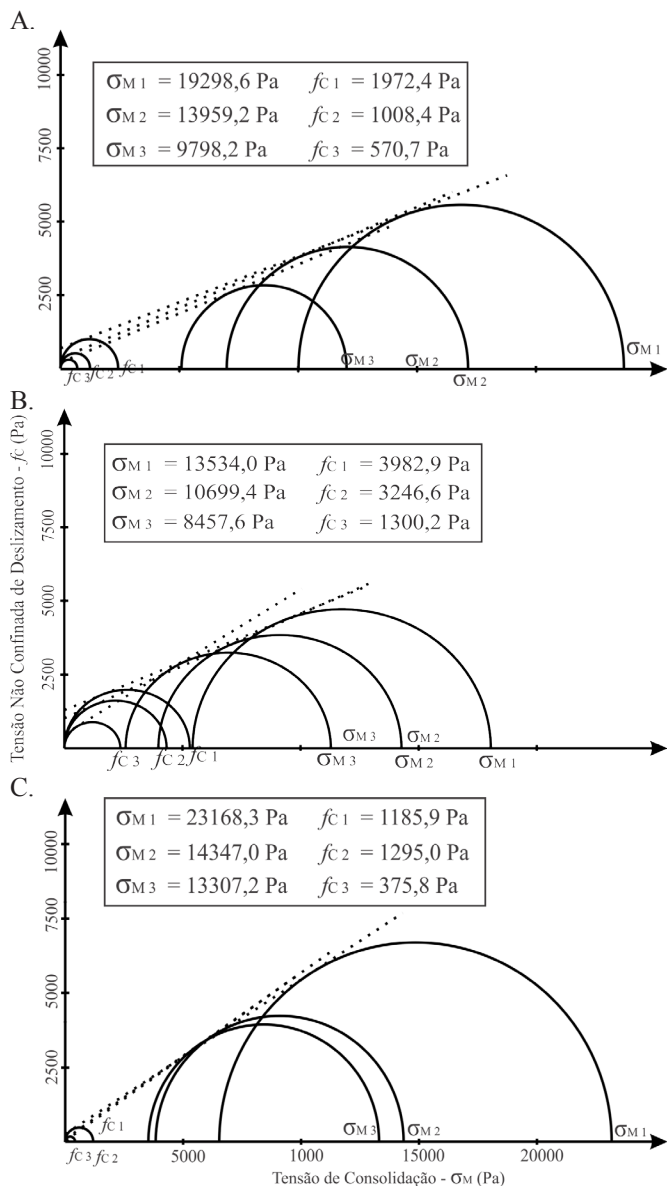 A.
10000
7500
5000
2500
σM 1 = 19298,6 Pa fC 1 = 1972,4 Pa
σM 2 = 13959,2 Pa fC 2 = 1008,4 Pa
σM 3 = 9798,2 Pa fC 3 = 570,7 Pa
fC 3 fC 2 fC 1 σM 3 σM 2 σM 1
σM 2
B.
Tensão Não Confinada de Deslizamento - fC (Pa)
10000
7500
5000
2500
σM 1 = 13534,0 Pa fC 1 = 3982,9 Pa
σM 2 = 10699,4 Pa fC 2 = 3246,6 Pa
σM 3 = 8457,6 Pa fC 3 = 1300,2 Pa
σM 3 σM 2
fC 3 fC 2 fC 1 σM 3 σM 2 σM 1
C.
10000
7500
5000
2500
σM 1 = 23168,3 Pa fC 1 = 1185,9 Pa
σM 2 = 14347,0 Pa fC 2 = 1295,0 Pa
σM 3 = 13307,2 Pa fC 3 = 375,8 Pa
fC 1 σM 3 σM 2 σM 1
fC 3 fC 2
5000 10000 15000 20000
Tensão de Consolidação - σM (Pa)